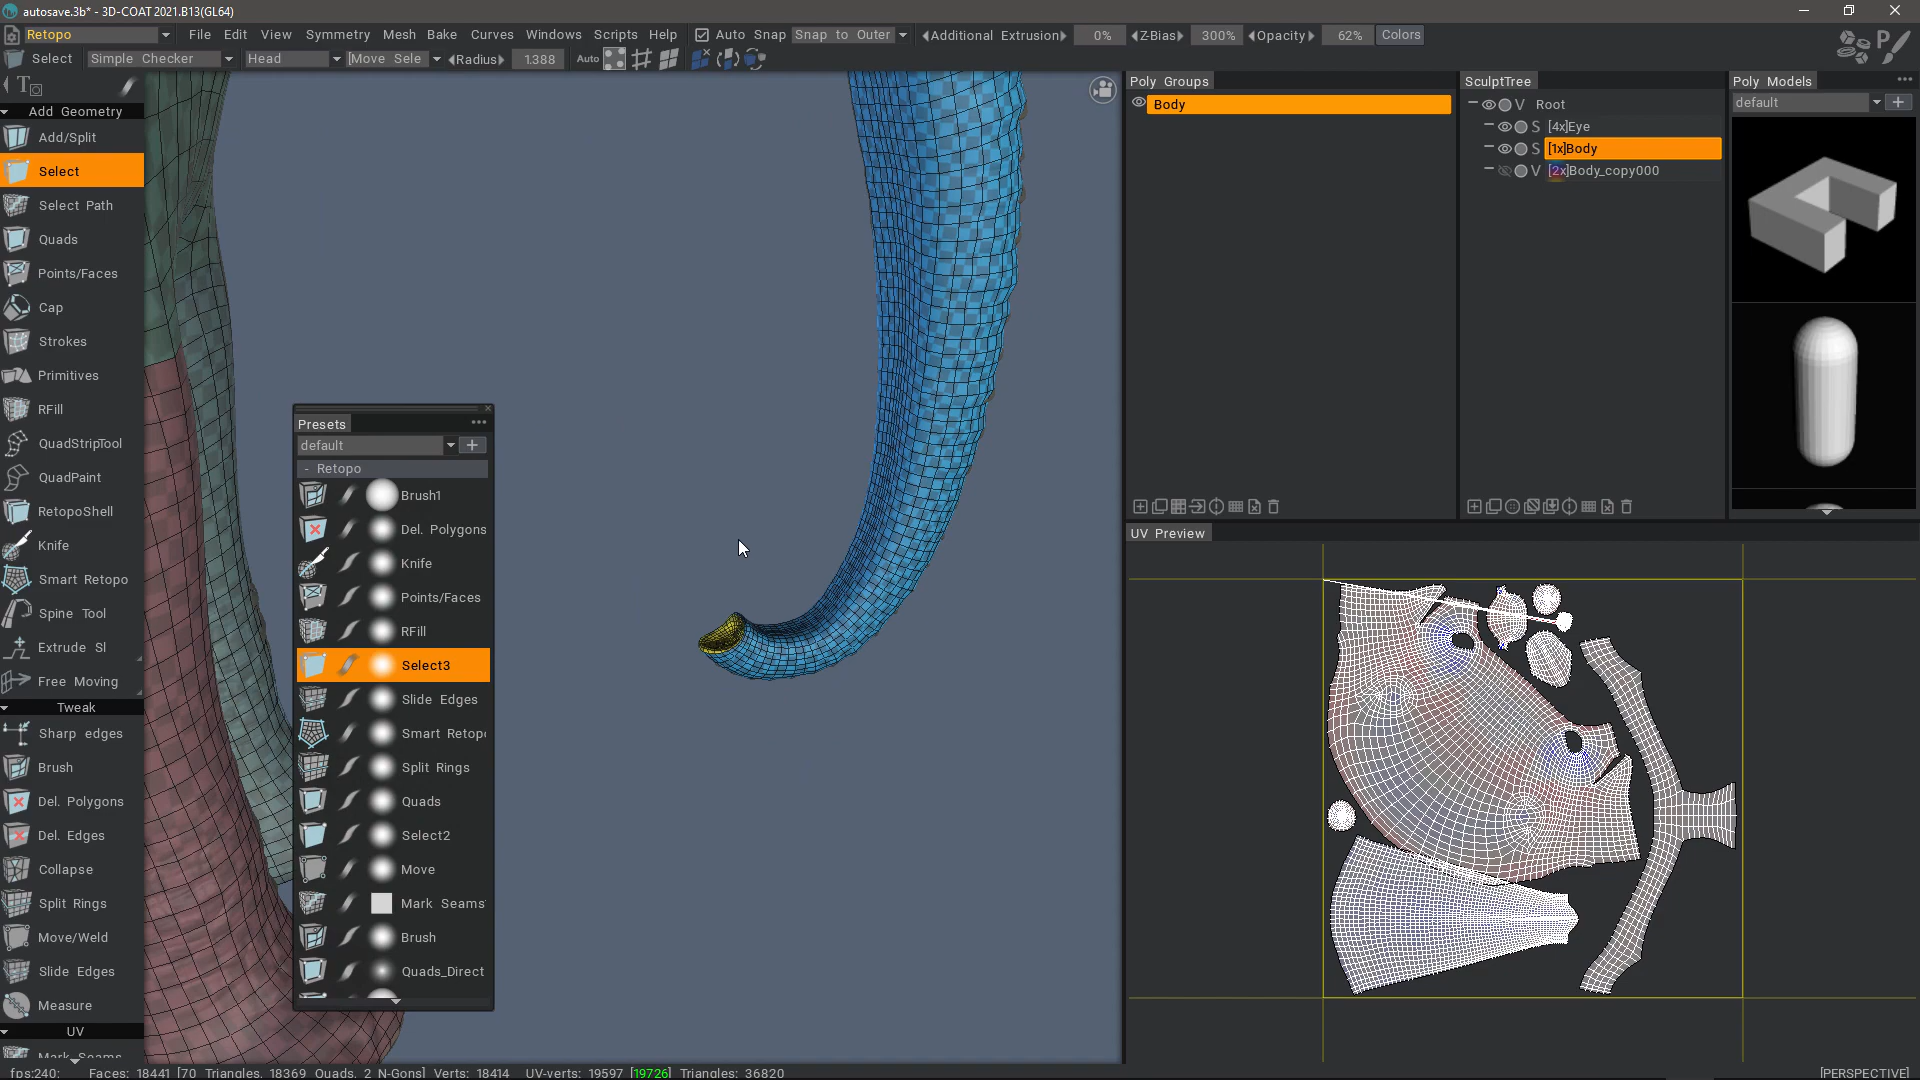 autosave.3b* - 3D-COAT 2021.B13(GL64)
Retopo File Edit View Symmetry Mesh Bake Curves Windows Scripts Help Auto Snap Snap to Outer Additional Extrusion 0% Z-Bias 300% Opacity 62% Colors
Select Simple Checker Head [Move Sele Radius 1.388 Auto
Add Geometry
Add/Split
Select
Select Path
Quads
Points/Faces
Cap
Strokes
Primitives
RFill
QuadStripTool
QuadPaint
RetopoShell
Knife
Smart Retopo
Spine Tool
Extrude Sl
Free Moving
Tweak
Sharp edges
Brush
Del. Polygons
Del. Edges
Collapse
Split Rings
Move/Weld
Slide Edges
Measure
UV
Mark Seams
Presets
default
- Retopo
Brush1
Del. Polygons
Knife
Points/Faces
RFill
Select3
Slide Edges
Smart Retop
Split Rings
Quads
Select2
Move
Mark Seams
Brush
Quads_Direct
Poly Groups
Body
SculptTree
V Root
S [4x]Eye
S [1x]Body
V [2x]Body_copy000
Poly Models
default
UV Preview
fps:240; Faces: 18441 [70 Triangles, 18369 Quads, 2 N-Gons] Verts: 18414 UV-verts: 19597 [19726] Triangles: 36820 [PERSPECTIVE]